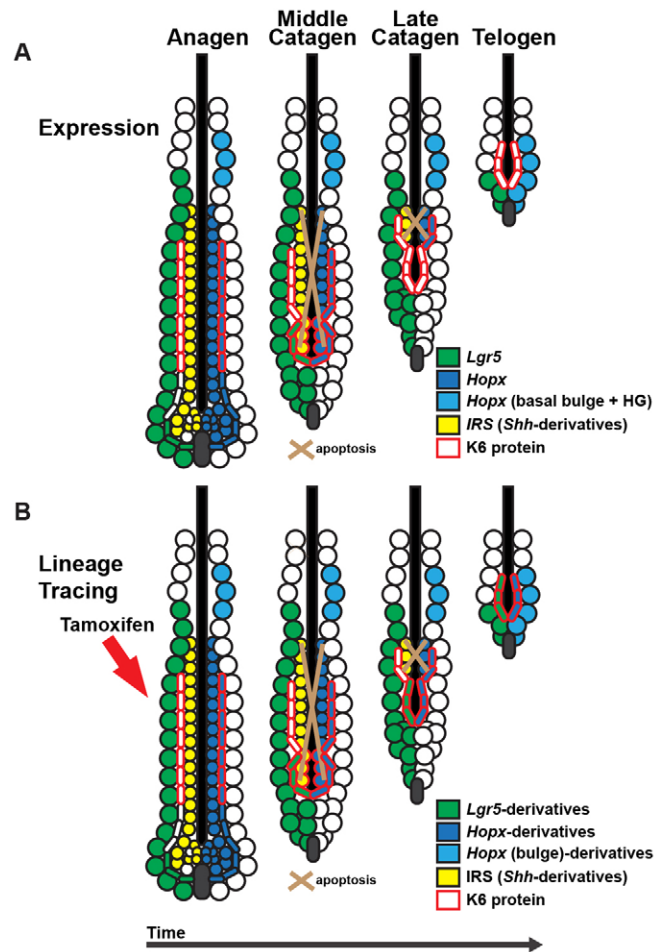 Anagen
Middle
Catagen
Late
Catagen
Telogen
A
Expression
Lgr5
Hopx
Hopx (basal bulge + HG)
IRS (Shh-derivatives)
K6 protein
apoptosis
B
Lineage
Tracing
Tamoxifen
Lgr5-derivatives
Hopx-derivatives
Hopx (bulge)-derivatives
IRS (Shh-derivatives)
K6 protein
apoptosis
Time